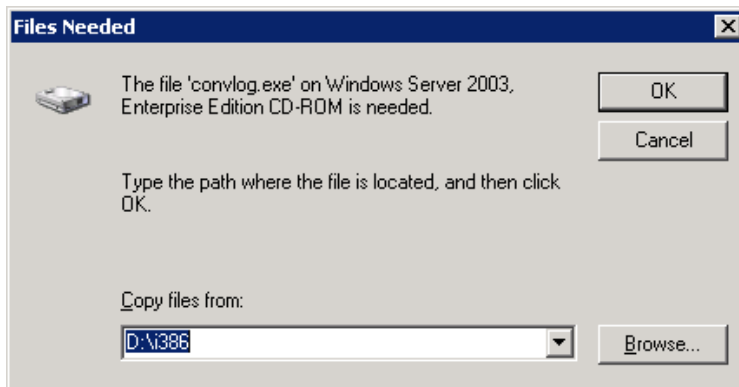 Files Needed
The file 'convlog.exe' on Windows Server 2003,
Enterprise Edition CD-ROM is needed.
OK
Cancel
Type the path where the file is located, and then click
OK.
Copy files from:
D:\i386
Browse...